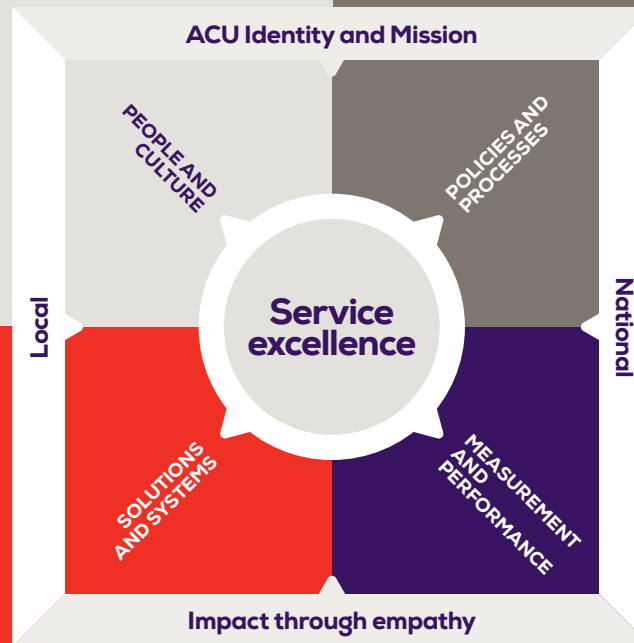 ACU Identity and Mission
PEOPLE AND
CULTURE
POLICIES AND
PROCESSES
Local
Service
excellence
National
SOLUTIONS
AND SYSTEMS
MEASUREMENT
AND
PERFORMANCE
Impact through empathy